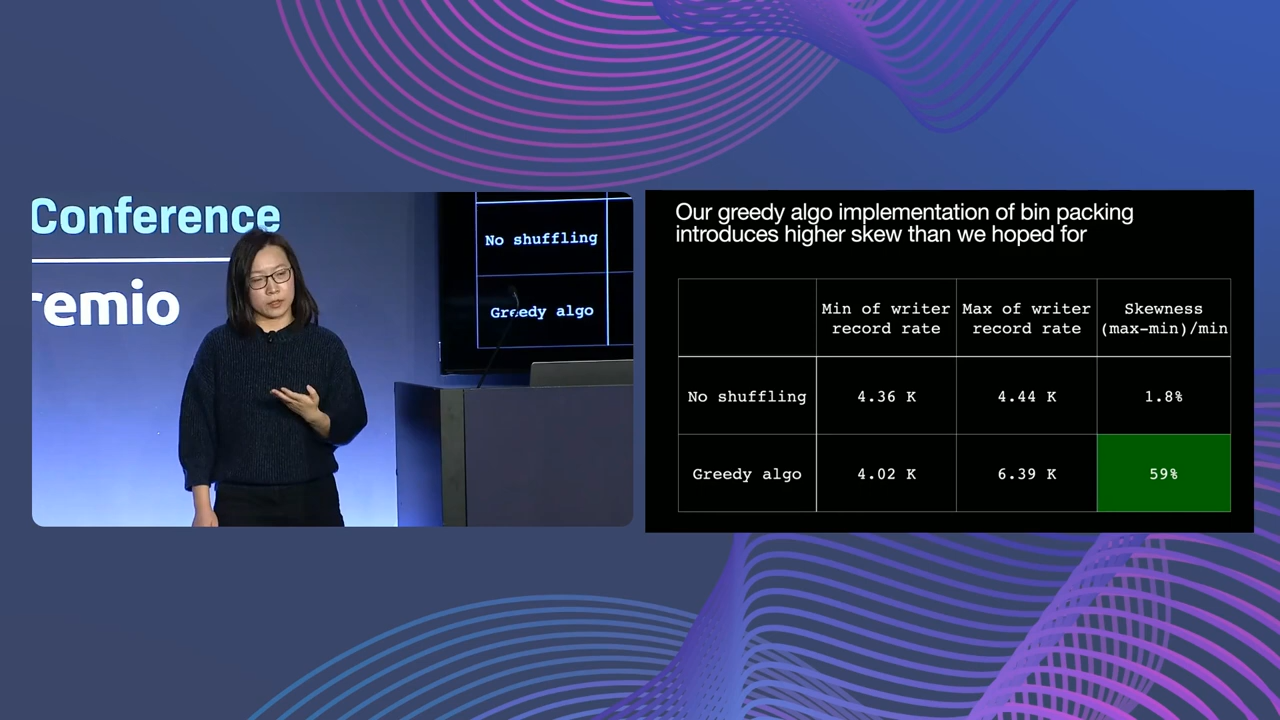 Conference
remio
No shuffling
Greedy algo
Our greedy algo implementation of bin packing
introduces higher skew than we hoped for
Min of writer
record rate
Max of writer
record rate
Skewness
(max-min)/min
No shuffling
4.36 K
4.44 K
1.8%
Greedy algo
4.02 K
6.39 K
59%